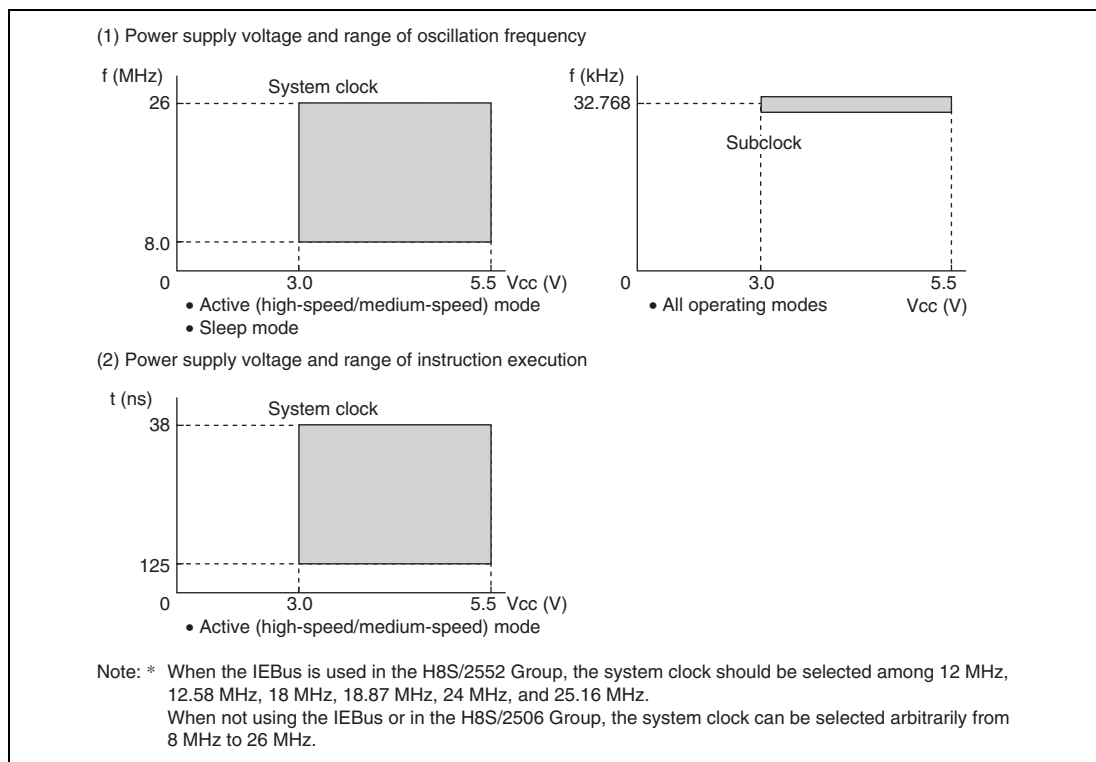 (1) Power supply voltage and range of oscillation frequency
f (MHz)
System clock
26
8.0
0
3.0
5.5
Vcc (V)
• Active (high-speed/medium-speed) mode
• Sleep mode
f (kHz)
32.768
Subclock
0
3.0
5.5
Vcc (V)
• All operating modes
(2) Power supply voltage and range of instruction execution
t (ns)
System clock
38
125
0
3.0
5.5
Vcc (V)
• Active (high-speed/medium-speed) mode
Note: * When the IEBus is used in the H8S/2552 Group, the system clock should be selected among 12 MHz,
12.58 MHz, 18 MHz, 18.87 MHz, 24 MHz, and 25.16 MHz.
When not using the IEBus or in the H8S/2506 Group, the system clock can be selected arbitrarily from
8 MHz to 26 MHz.